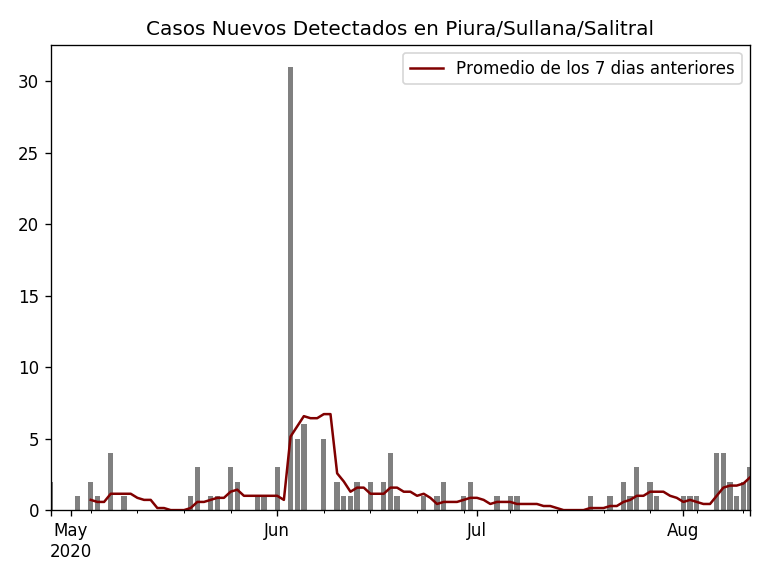 Casos Nuevos Detectados en Piura/Sullana/Salitral
Promedio de los 7 dias anteriores
30
25
20
15
10
5
0
May Jun Jul Aug
2020